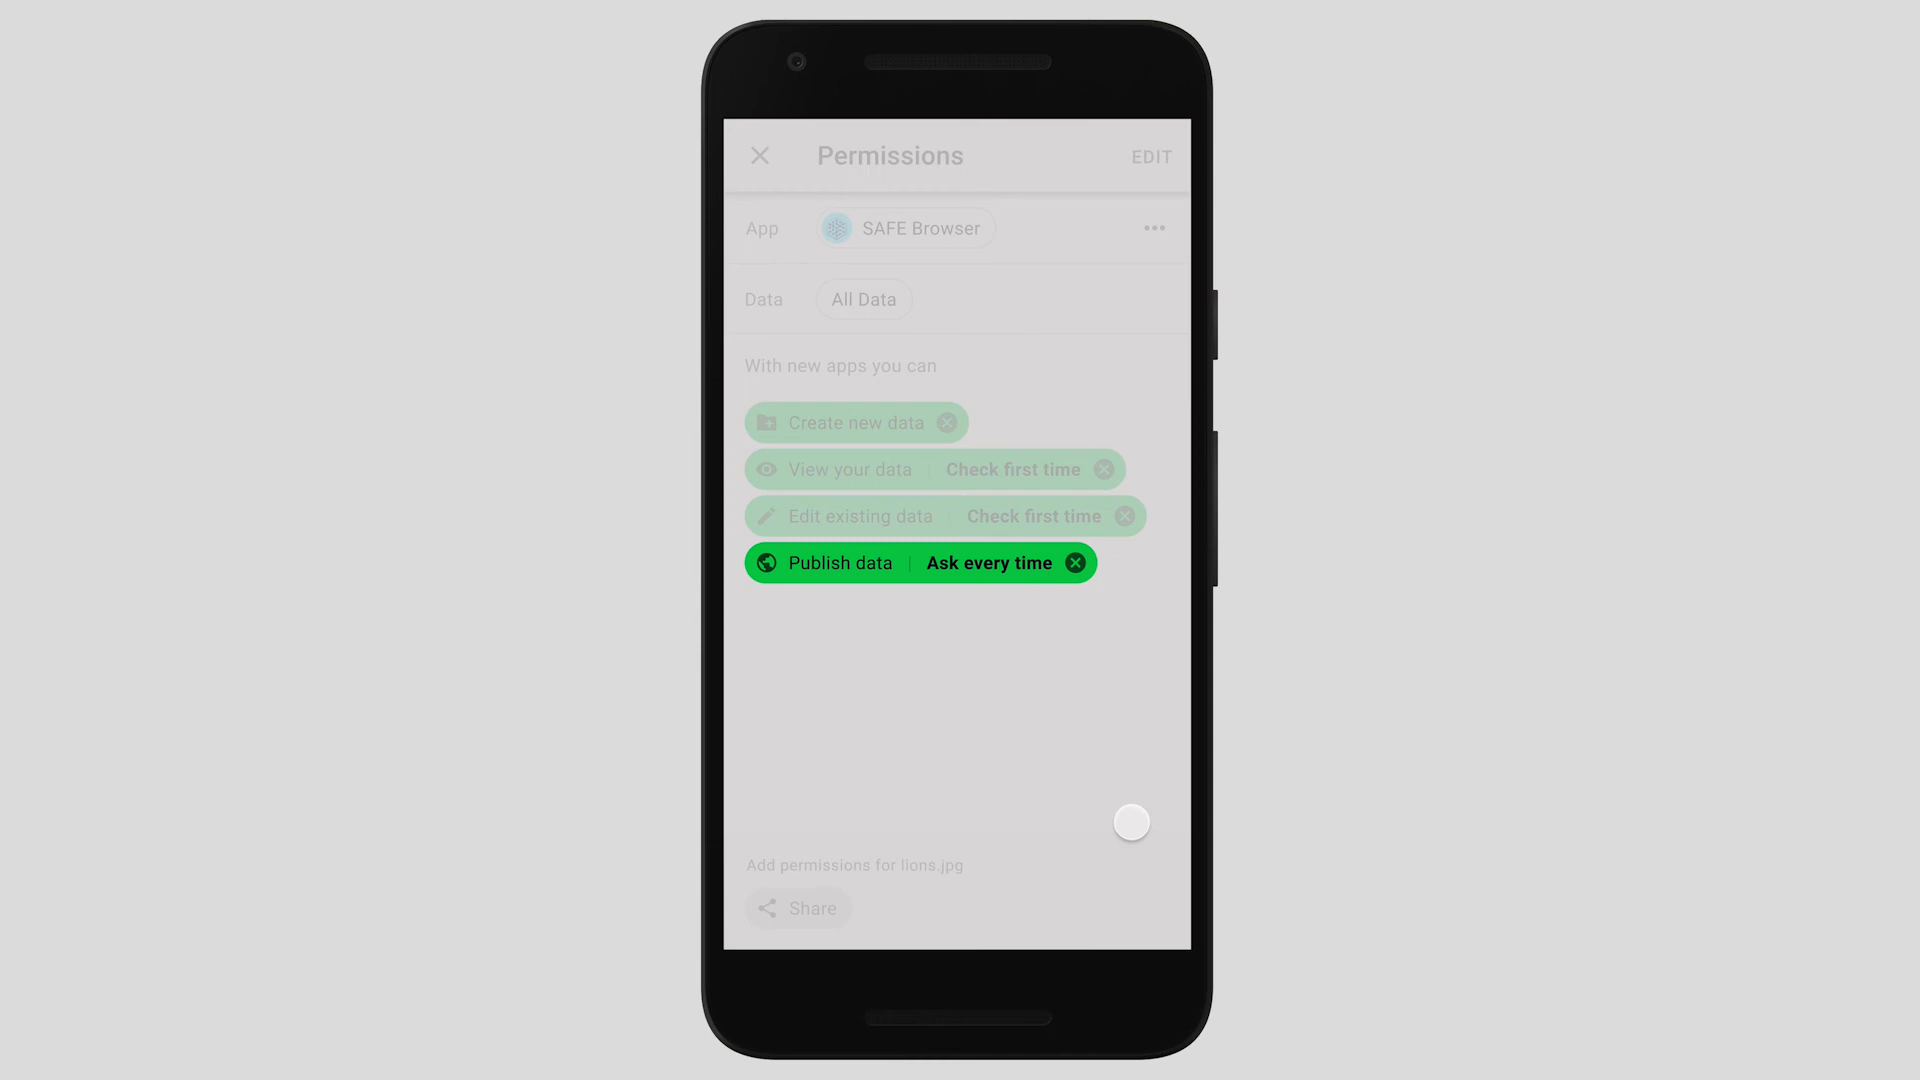 Permissions EDIT
App SAFE Browser
Data All Data
With new apps you can
Create new data
View your data Check first time
Edit existing data Check first time
Publish data Ask every time
Add permissions for lions.jpg
Share